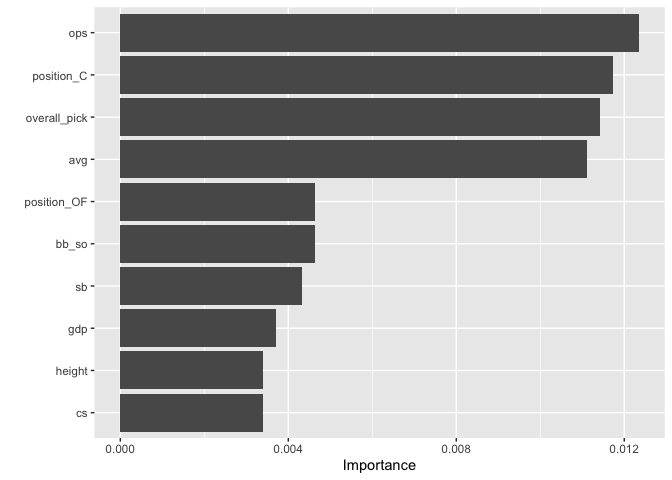 ops
position_C
overall_pick
avg
position_OF
bb_so
sb
gdp
height
cs
0.000 0.004 0.008 0.012
Importance